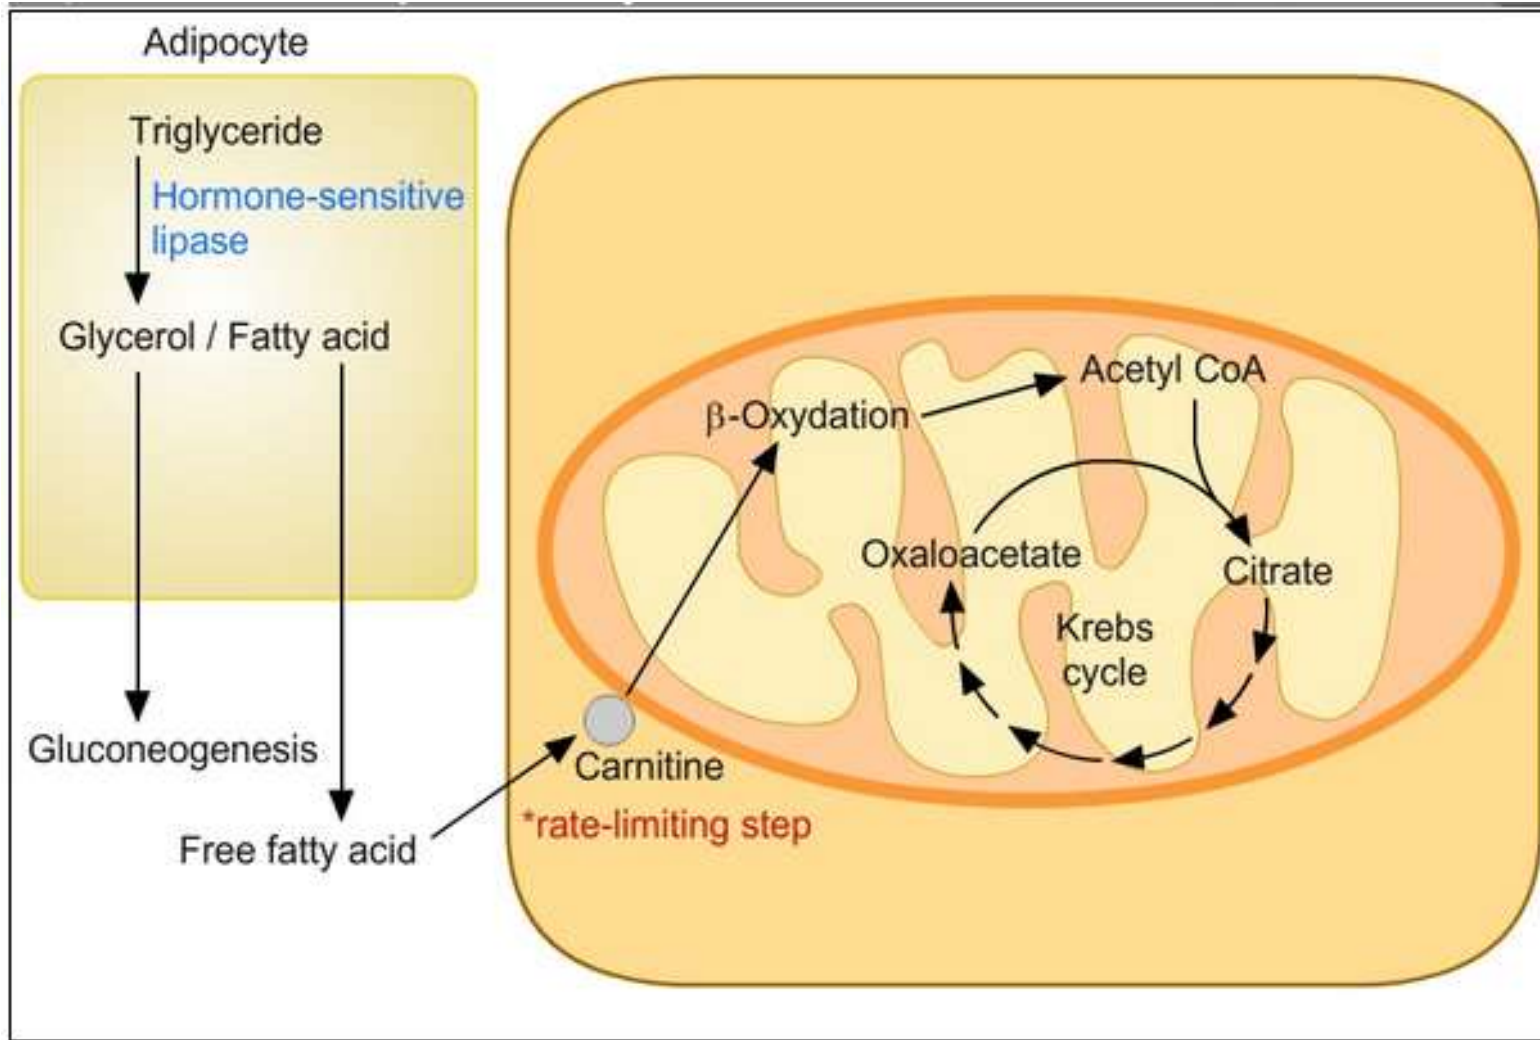 Adipocyte
Triglyceride
Hormone-sensitive
lipase
Glycerol / Fatty acid
Gluconeogenesis
Free fatty acid
Carnitine
*rate-limiting step
β-Oxydation
Acetyl CoA
Oxaloacetate
Citrate
Krebs
cycle